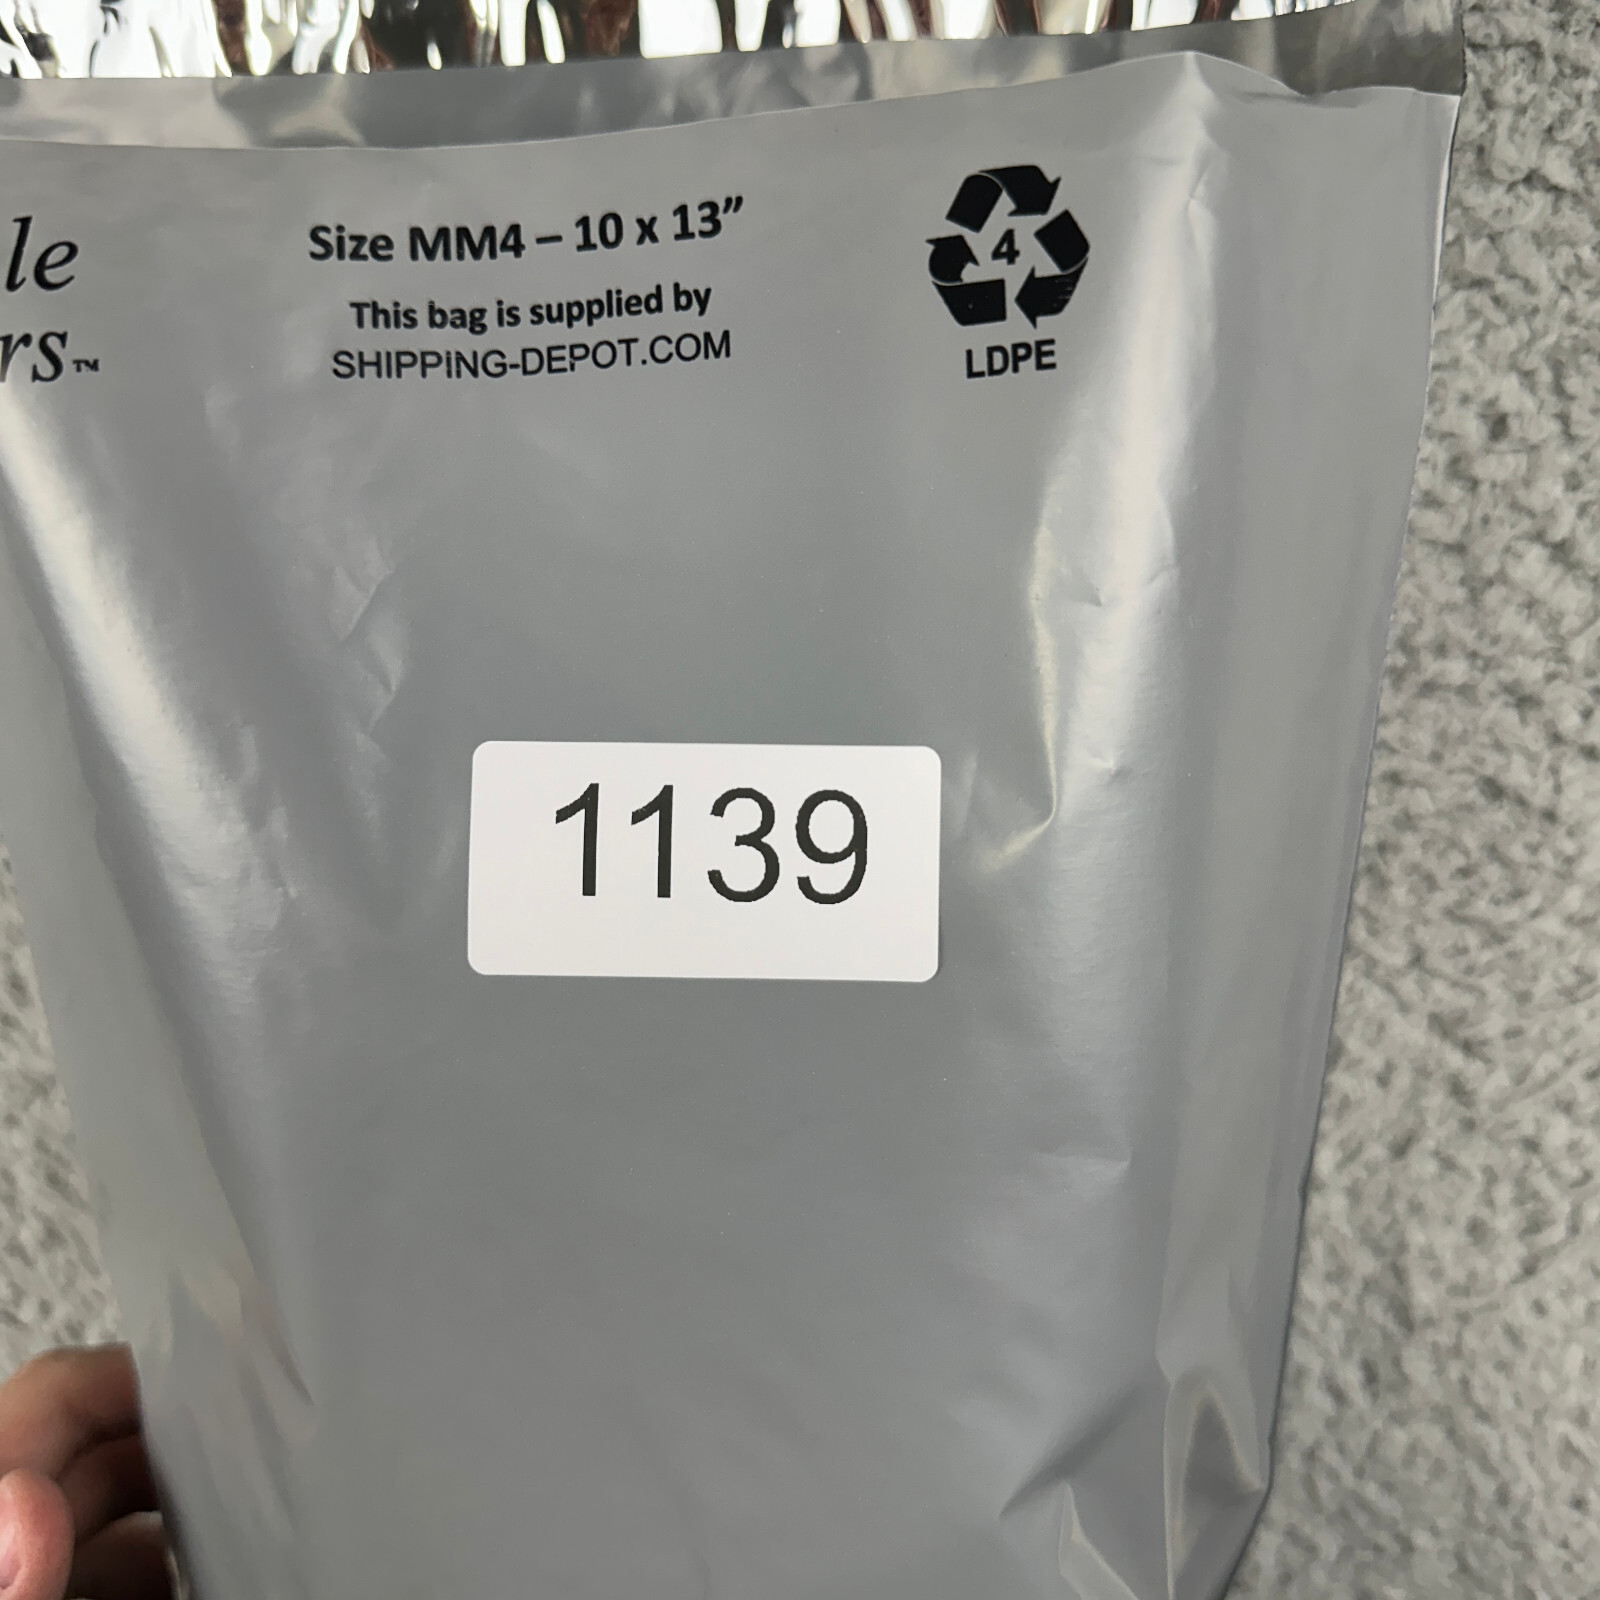 le
rs™
Size MM4 – 10 x 13”
This bag is supplied by
SHIPPING-DEPOT.COM
4
LDPE
1139